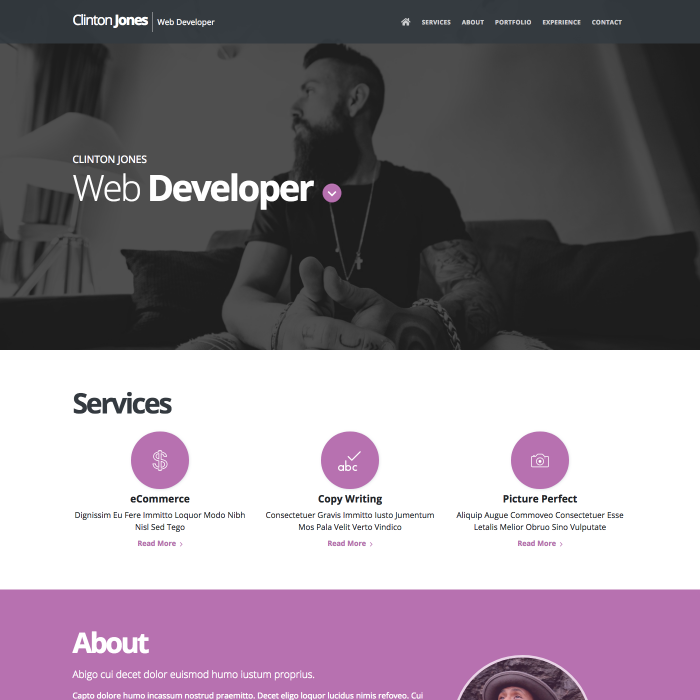 Clinton Jones Web Developer
SERVICES ABOUT PORTFOLIO EXPERIENCE CONTACT
CLINTON JONES
Web Developer
Services
abc
eCommerce
Dignissim Eu Fere Immitto Loquor Modo Nibh
Nisl Sed Tego
Read More
Copy Writing
Consectetuer Gravis Immitto Iusto Jumentum
Mos Pala Velit Verto Vindico
Read More
Picture Perfect
Aliquip Augue Commoveo Consectetuer Esse
Letalis Melior Obruo Sino Vulputate
Read More
About
Abigo cui decet dolor euismod humo iustum proprius.
Capto dolore humo incassum nostrud praemitto. Decet eligo loquor lucidus nimis refoveo. Cui